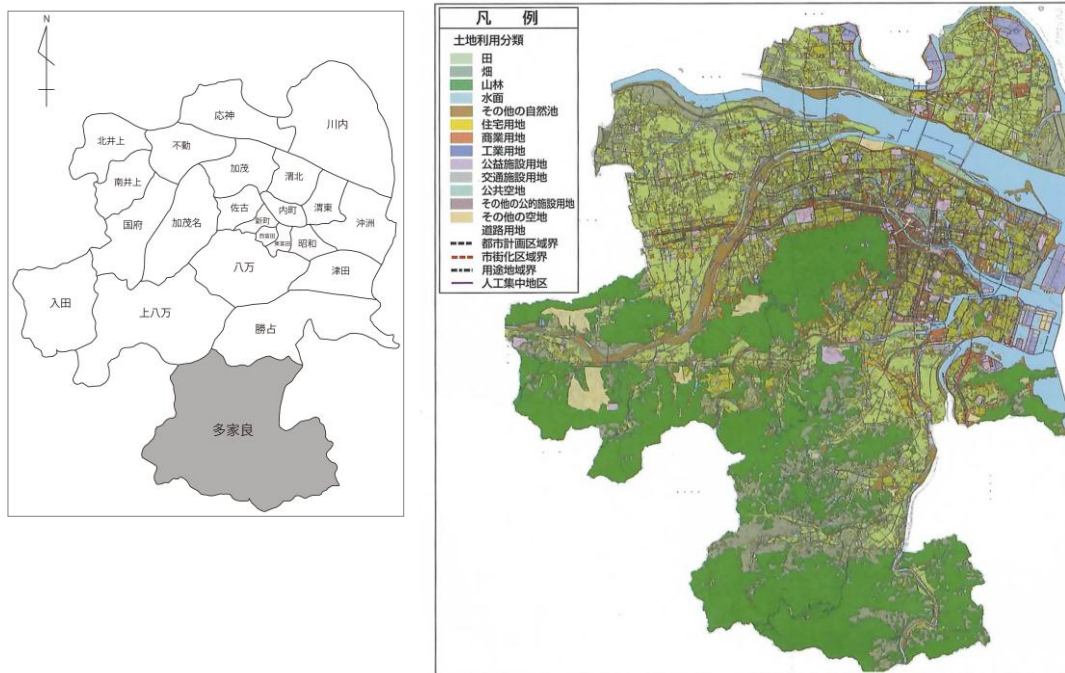 N
応神
川内
北井上
不動
加茂
渭北
南井上
佐古
内町
渭東
新町
国府
加茂名
沖洲
西富田
東富田
昭和
八万
津田
入田
上八万
勝占
多家良
凡 例
土地利用分類
田
畑
山林
水面
その他の自然池
住宅用地
商業用地
工業用地
公益施設用地
交通施設用地
公共空地
その他の公的施設用地
その他の空地
道路用地
都市計画区域界
市街化区域界
用途地域界
人工集中地区